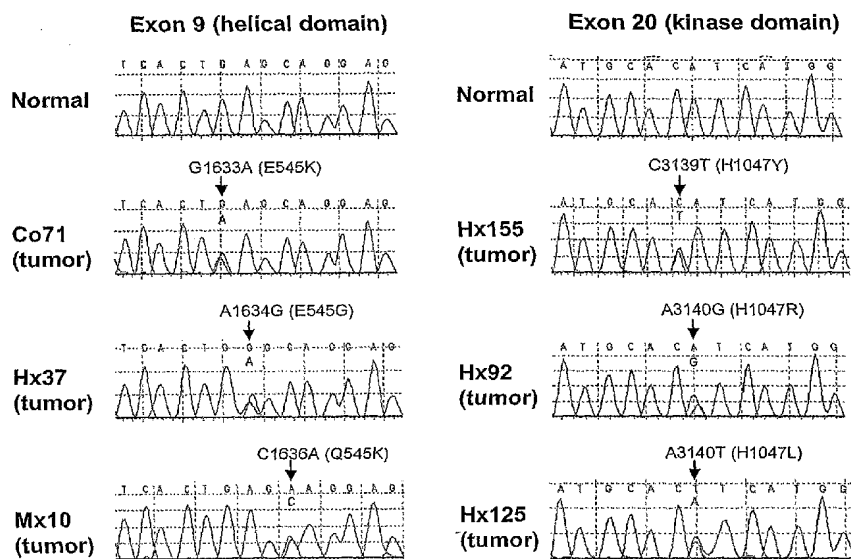 Exon 9 (helical domain)
Exon 20 (kinase domain)
Normal
T C A C T G A G C A G G A G
Normal
A T G C A C A T C A T G G
G1633A (E545K)
Co71
(tumor)
T C A C T G A G C A G G A G
A
C3139T (H1047Y)
Hx155
(tumor)
A T G C A C A T C A T G G
T
A1634G (E545G)
Hx37
(tumor)
A
A3140G (H1047R)
Hx92
(tumor)
A T G C A C A T C A T G G
G
C1636A (Q545K)
Mx10
(tumor)
T C A C T G A G A A G G A G
C
A3140T (H1047L)
Hx125
(tumor)
A T G C A C T T C A T G G
A